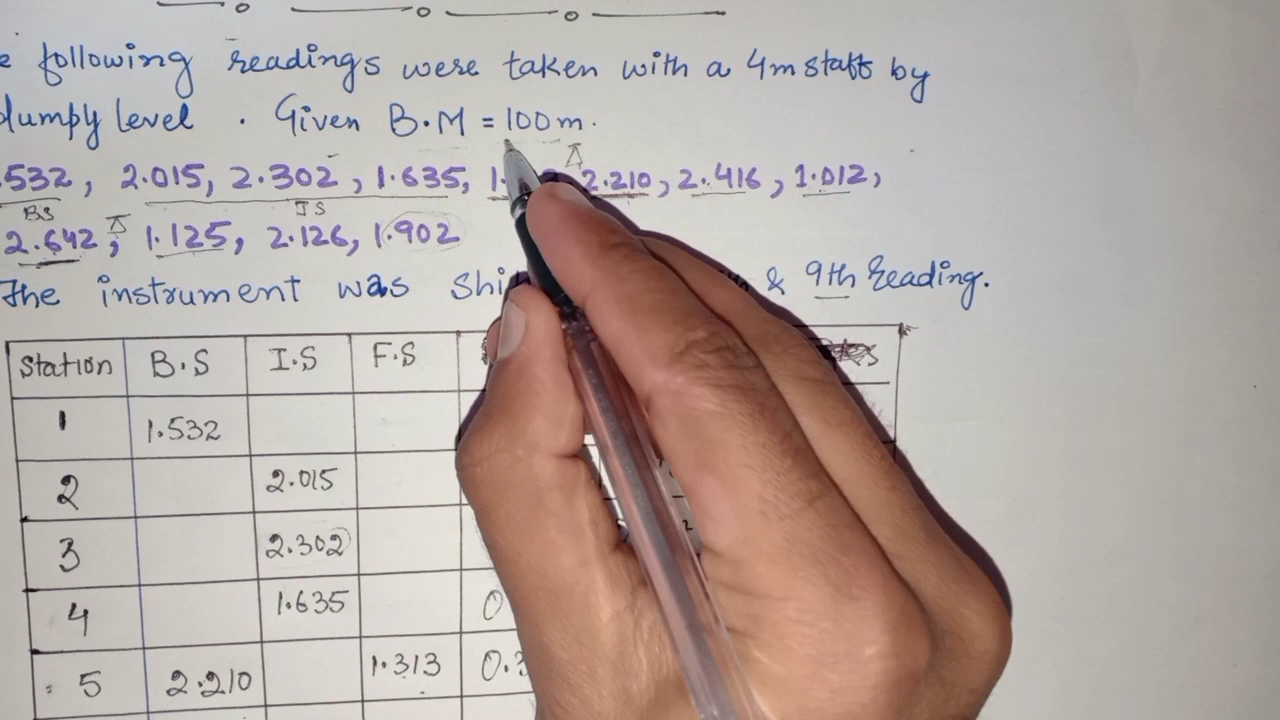 following readings were taken with a 4m staff by
Level . Given B.M = 100m.
.532, 2.015, 2.302, 1.635, 2.210, 2.416, 1.012,
BS IS
2.642, 1.125, 2.126, 1.902
The instrument was & 9th Reading.
Station B.S I.S F.S
1 1.532
2 2.015
3 2.302
4 1.635
5 2.210 1.313